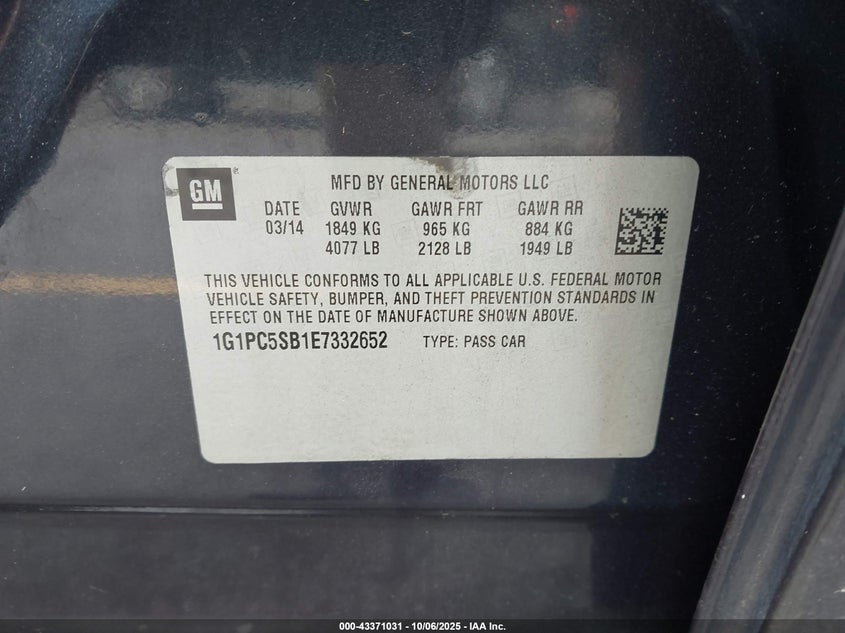 GM
MFD BY GENERAL MOTORS LLC
DATE GVWR GAWR FRT GAWR RR
03/14 1849 KG 965 KG 884 KG
4077 LB 2128 LB 1949 LB
THIS VEHICLE CONFORMS TO ALL APPLICABLE U.S. FEDERAL MOTOR
VEHICLE SAFETY, BUMPER, AND THEFT PREVENTION STANDARDS IN
EFFECT ON THE DATE OF MANUFACTURE SHOWN ABOVE.
1G1PC5SB1E7332652 TYPE: PASS CAR
000-43371031 - 10/06/2025 - IAA Inc.